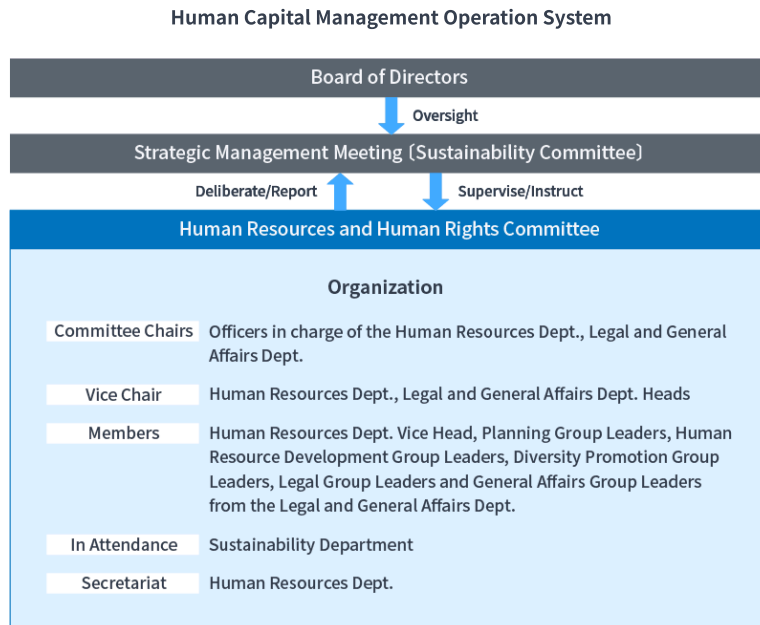 Human Capital Management Operation System
Board of Directors
Oversight
Strategic Management Meeting〔Sustainability Committee〕
Deliberate/Report
Supervise/Instruct
Human Resources and Human Rights Committee
Organization
Committee Chairs
Officers in charge of the Human Resources Dept., Legal and General
Affairs Dept.
Vice Chair
Human Resources Dept., Legal and General Affairs Dept. Heads
Members
Human Resources Dept. Vice Head, Planning Group Leaders, Human
Resource Development Group Leaders, Diversity Promotion Group
Leaders, Legal Group Leaders and General Affairs Group Leaders
from the Legal and General Affairs Dept.
In Attendance
Sustainability Department
Secretariat
Human Resources Dept.